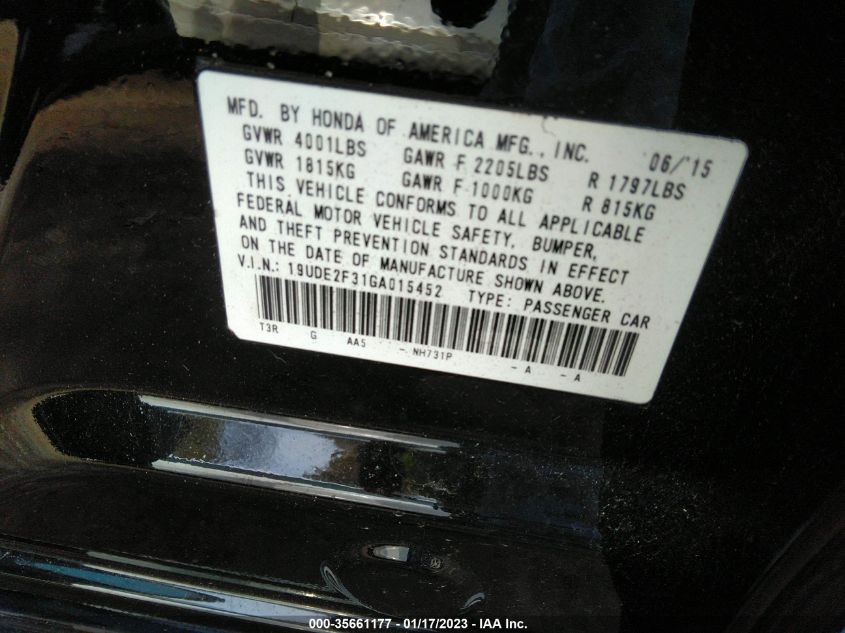 MFD. BY HONDA OF AMERICA MFG., INC. 06/'15
GVWR 4001LBS GAWR F 2205LBS R 1797LBS
GVWR 1815KG GAWR F 1000KG R 815KG
THIS VEHICLE CONFORMS TO ALL APPLICABLE
FEDERAL MOTOR VEHICLE SAFETY, BUMPER,
AND THEFT PREVENTION STANDARDS IN EFFECT
ON THE DATE OF MANUFACTURE SHOWN ABOVE.
V.I.N.: 19UDE2F31GA015452 TYPE: PASSENGER CAR
T3R G AA5 - NH731P - A - A
000-35661177 - 01/17/2023 - IAA Inc.